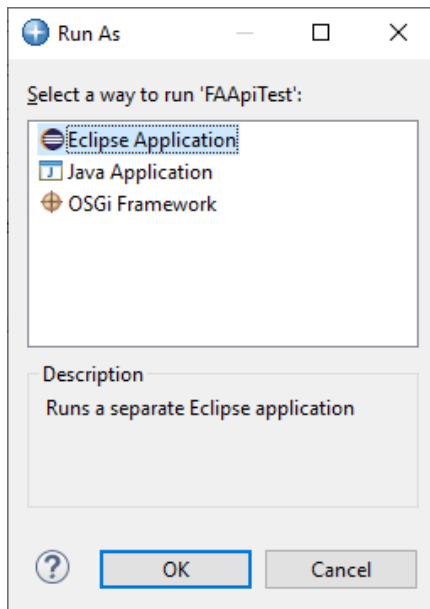 Run As
Select a way to run 'FAApiTest':
Eclipse Application
Java Application
OSGi Framework
Description
Runs a separate Eclipse application
OK
Cancel